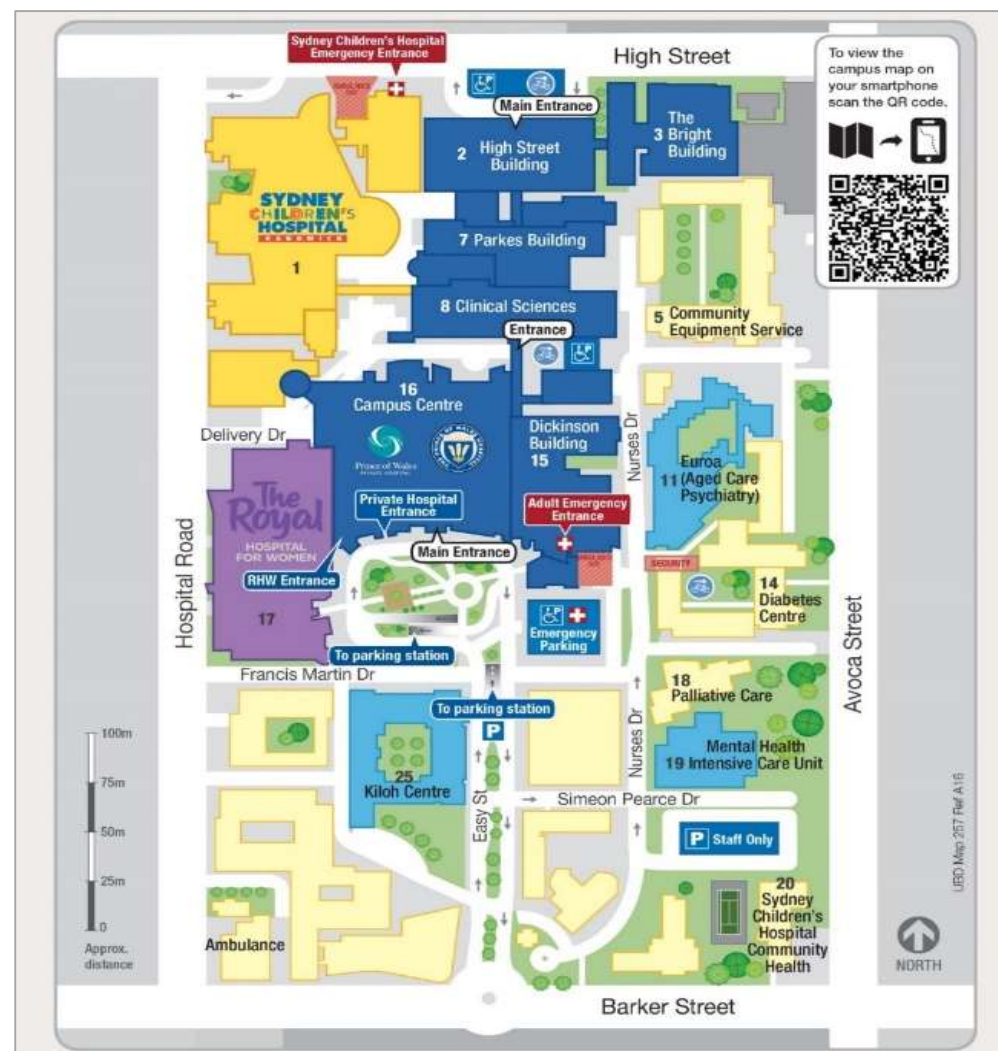 Sydney Children's Hospital
Emergency Entrance
High Street
To view the
campus map on
your smartphone
scan the QR code.
Main Entrance
2 High Street
Building
The
3 Bright
Building
SYDNEY
CHILDREN'S
HOSPITAL
RANDWICK
1
7 Parkes Building
8 Clinical Sciences
5 Community
Equipment Service
Entrance
16
Campus Centre
Delivery Dr
Dickinson
Building
15
Nurses Dr
Euroa
11 (Aged Care
Psychiatry)
Prince of Wales
The
Royal
HOSPITAL
FOR WOMEN
17
Private Hospital
Entrance
Adult Emergency
Entrance
Main Entrance
RHW Entrance
SECURITY
14
Diabetes
Centre
Hospital Road
Avoca Street
P
Emergency
Parking
To parking station
Francis Martin Dr
18
Palliative Care
To parking station
P
Nurses Dr
Mental Health
19 Intensive Care Unit
25
Kiloh Centre
Easy St
Simeon Pearce Dr
P Staff Only
100m
75m
50m
25m
0
Approx.
distance
Ambulance
20
Sydney
Children's
Hospital
Community
Health
UBD Map 257 Ref A16
NORTH
Barker Street